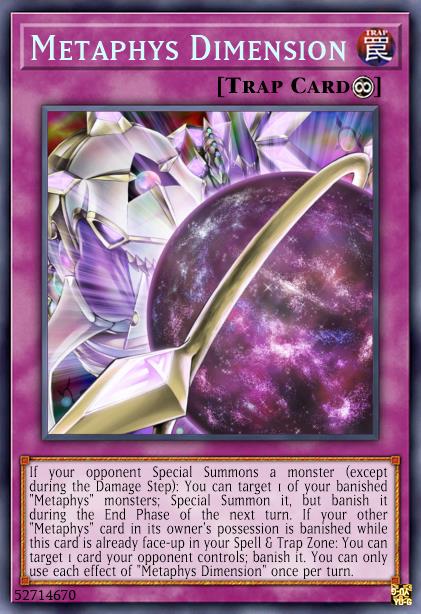 METAPHYS DIMENSION
TRAP
罠
[TRAP CARD]
If your opponent Special Summons a monster (except
during the Damage Step): You can target 1 of your banished
"Metaphys" monsters; Special Summon it, but banish it
during the End Phase of the next turn. If your other
"Metaphys" card in its owner's possession is banished while
this card is already face-up in your Spell & Trap Zone: You can
target 1 card your opponent controls; banish it. You can only
use each effect of "Metaphys Dimension" once per turn.
52714670